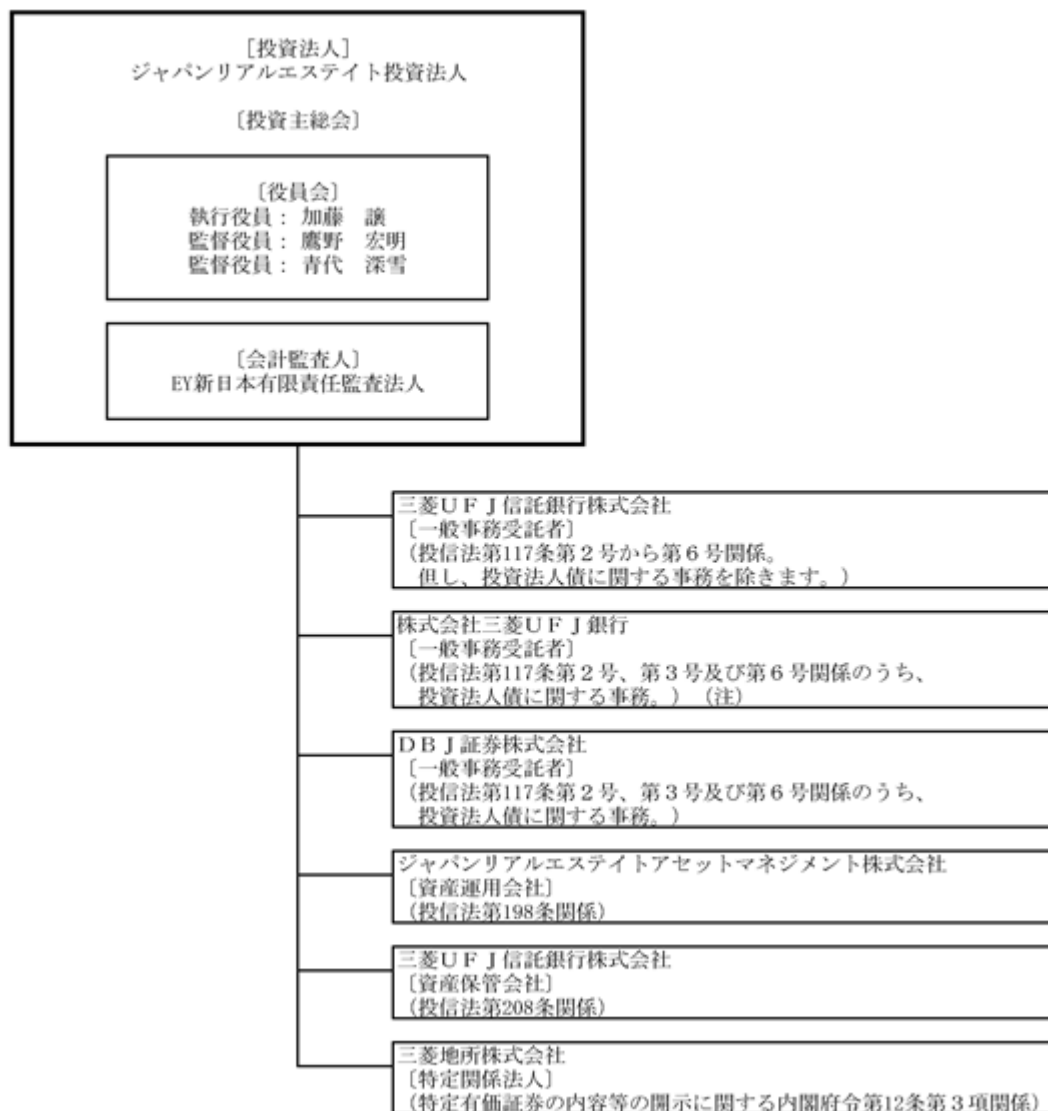 ［投資法人］
ジャパンリアルエステイト投資法人
〔投資主総会〕
〔役員会〕
執行役員： 加藤　譲
監督役員： 鷹野　宏明
監督役員： 青代　深雪
〔会計監査人〕
EY新日本有限責任監査法人
三菱ＵＦＪ信託銀行株式会社
〔一般事務受託者〕
（投信法第117条第２号から第６号関係。
但し、投資法人債に関する事務を除きます。）
株式会社三菱ＵＦＪ銀行
〔一般事務受託者〕
（投信法第117条第２号、第３号及び第６号関係のうち、
投資法人債に関する事務。）（注）
ＤＢＪ証券株式会社
〔一般事務受託者〕
（投信法第117条第２号、第３号及び第６号関係のうち、
投資法人債に関する事務。）
ジャパンリアルエステイトアセットマネジメント株式会社
〔資産運用会社〕
（投信法第198条関係）
三菱ＵＦＪ信託銀行株式会社
〔資産保管会社〕
（投信法第208条関係）
三菱地所株式会社
〔特定関係法人〕
（特定有価証券の内容等の開示に関する内閣府令第12条第３項関係）